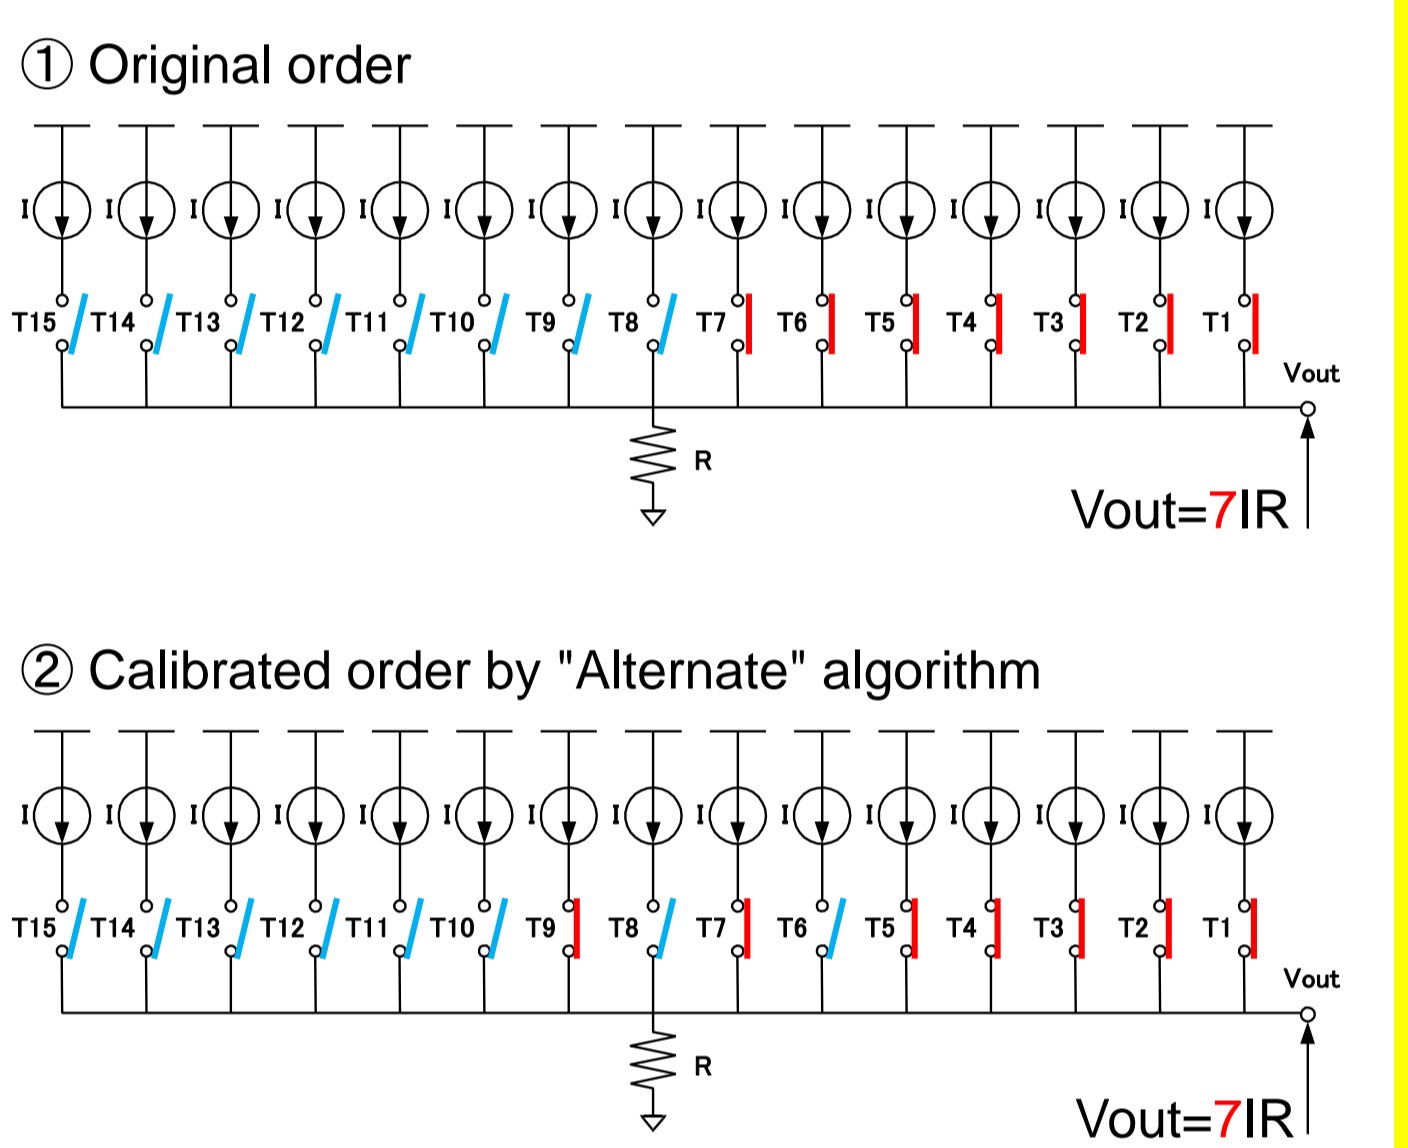 ① Original order
I I I I I I I I I I I I I I I
T15 T14 T13 T12 T11 T10 T9 T8 T7 T6 T5 T4 T3 T2 T1
Vout
R
Vout=7IR
② Calibrated order by "Alternate" algorithm
I I I I I I I I I I I I I I I
T15 T14 T13 T12 T11 T10 T9 T8 T7 T6 T5 T4 T3 T2 T1
Vout
R
Vout=7IR